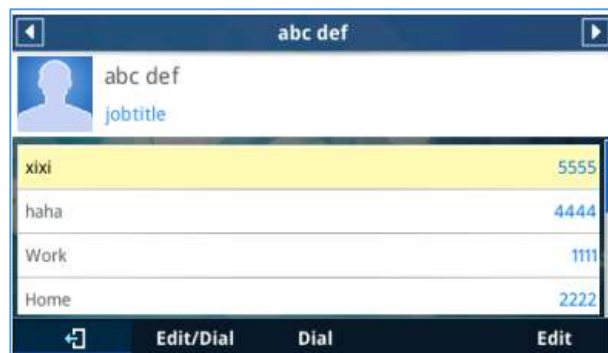 abc def
abc def
jobtitle
xixi 5555
haha 4444
Work 1111
Home 2222
Edit/Dial Dial Edit